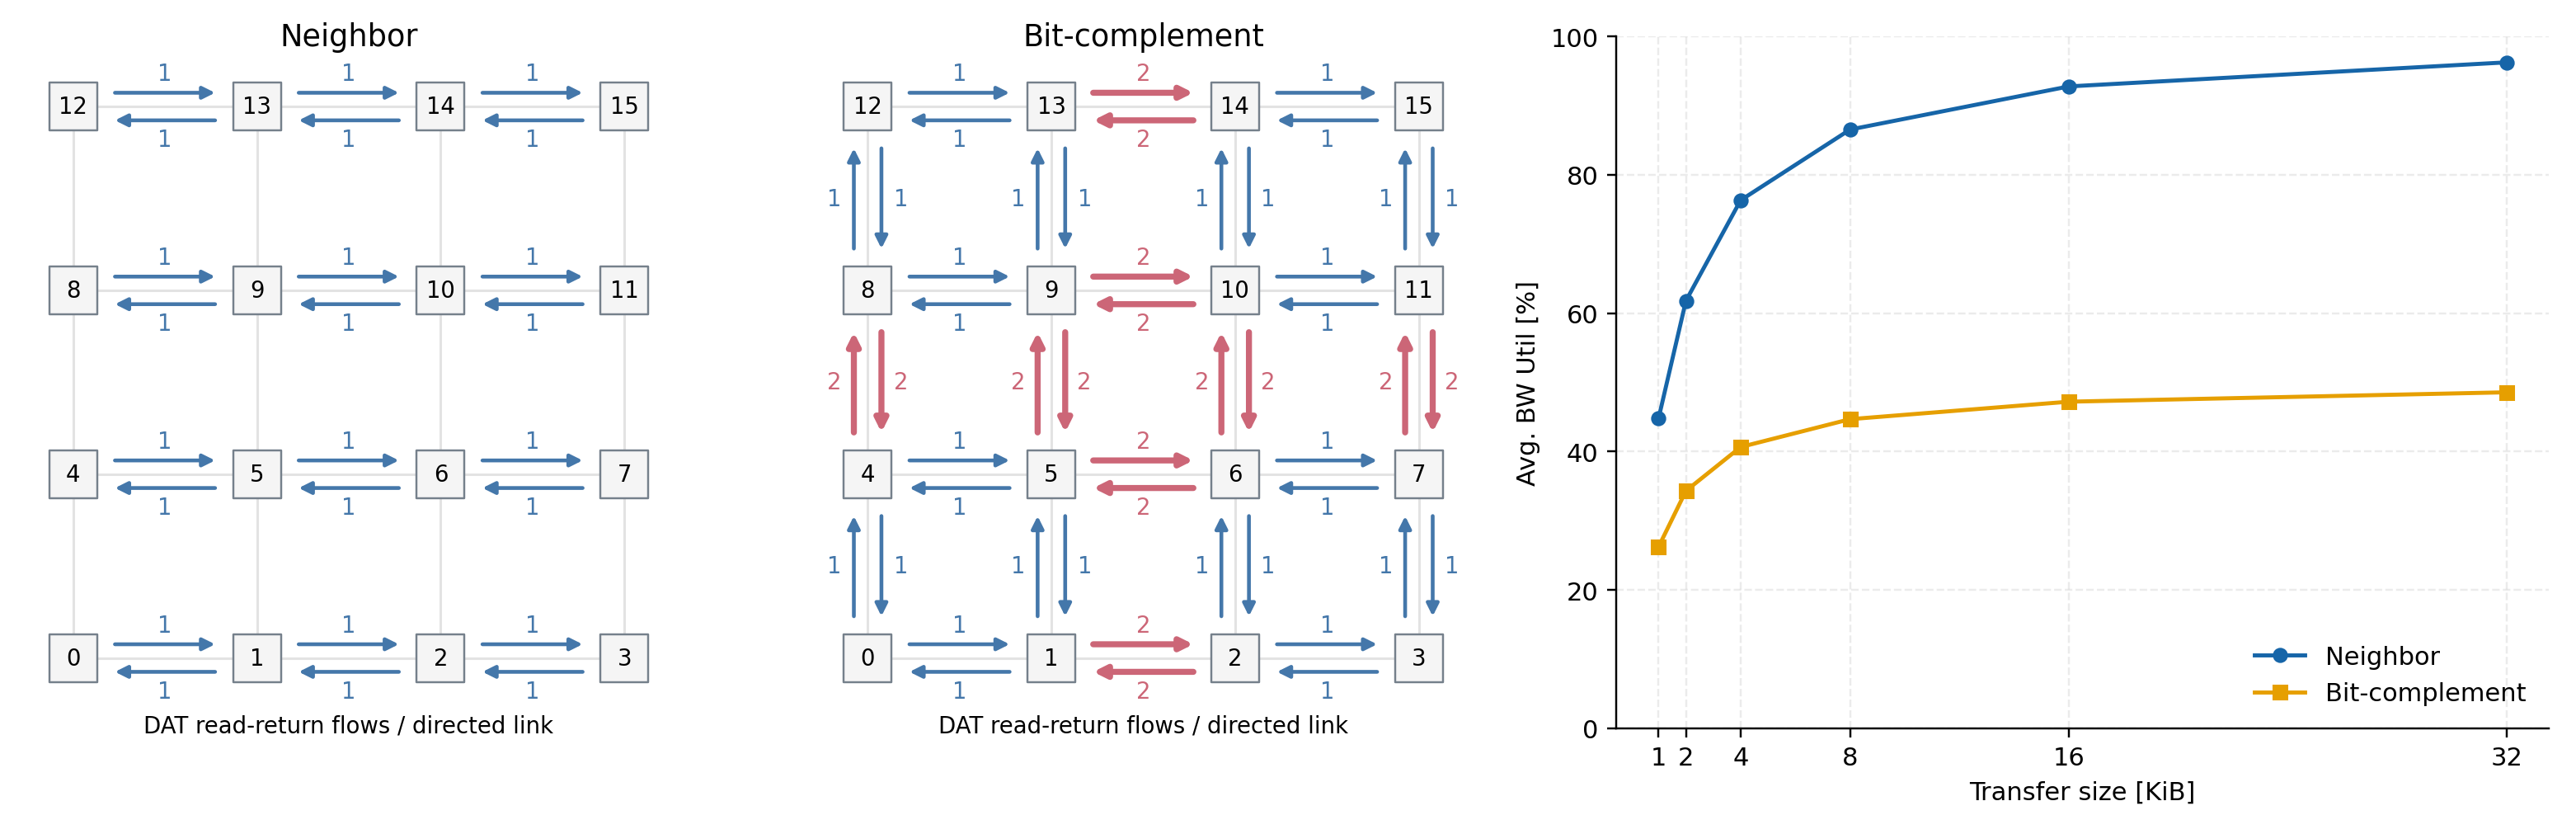 Neighbor
1 1 1
12 13 14 15
1 1 1
1 1 1
8 9 10 11
1 1 1
1 1 1
4 5 6 7
1 1 1
1 1 1
0 1 2 3
1 1 1
DAT read-return flows / directed link
Bit-complement
1 2 1
12 13 14 15
1 2 1
1 1 1 1 1 1 1 1
1 2 1
8 9 10 11
1 2 1
2 2 2 2 2 2 2 2
1 2 1
4 5 6 7
1 2 1
1 1 1 1 1 1 1 1
1 2 1
0 1 2 3
1 2 1
DAT read-return flows / directed link
Avg. BW Util [%]
100
80
60
40
20
0
1 2 4 8 16 32
Transfer size [KiB]
Neighbor
Bit-complement